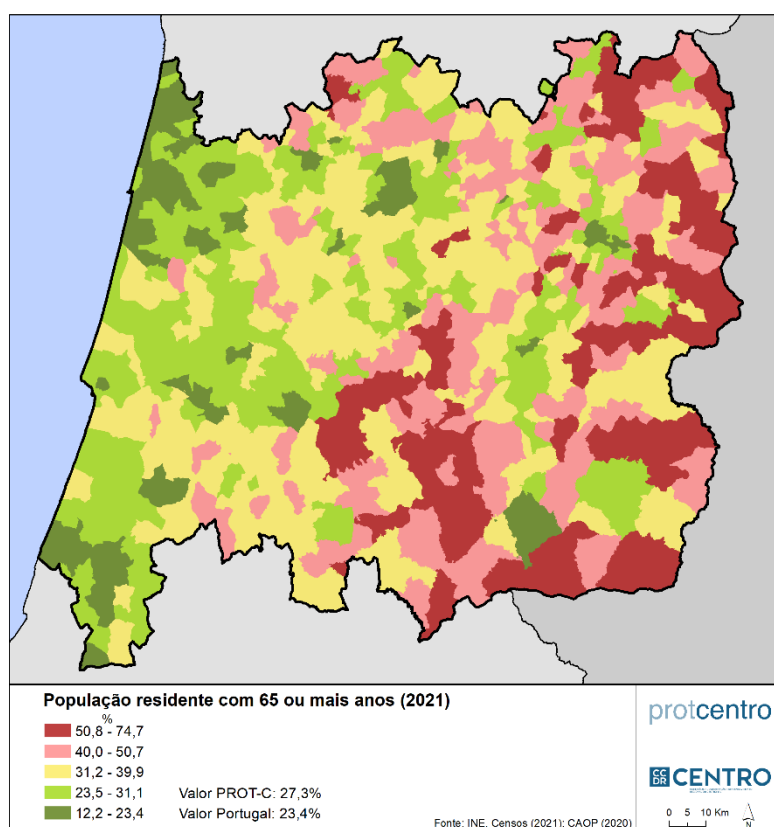 População residente com 65 ou mais anos (2021)
%
50,8 - 74,7
40,0 - 50,7
31,2 - 39,9
23,5 - 31,1
12,2 - 23,4
Valor PROT-C: 27,3%
Valor Portugal: 23,4%
Fonte: INE, Censos (2021); CAOP (2020)
protcentro
CCDR CENTRO
0 5 10 Km
N